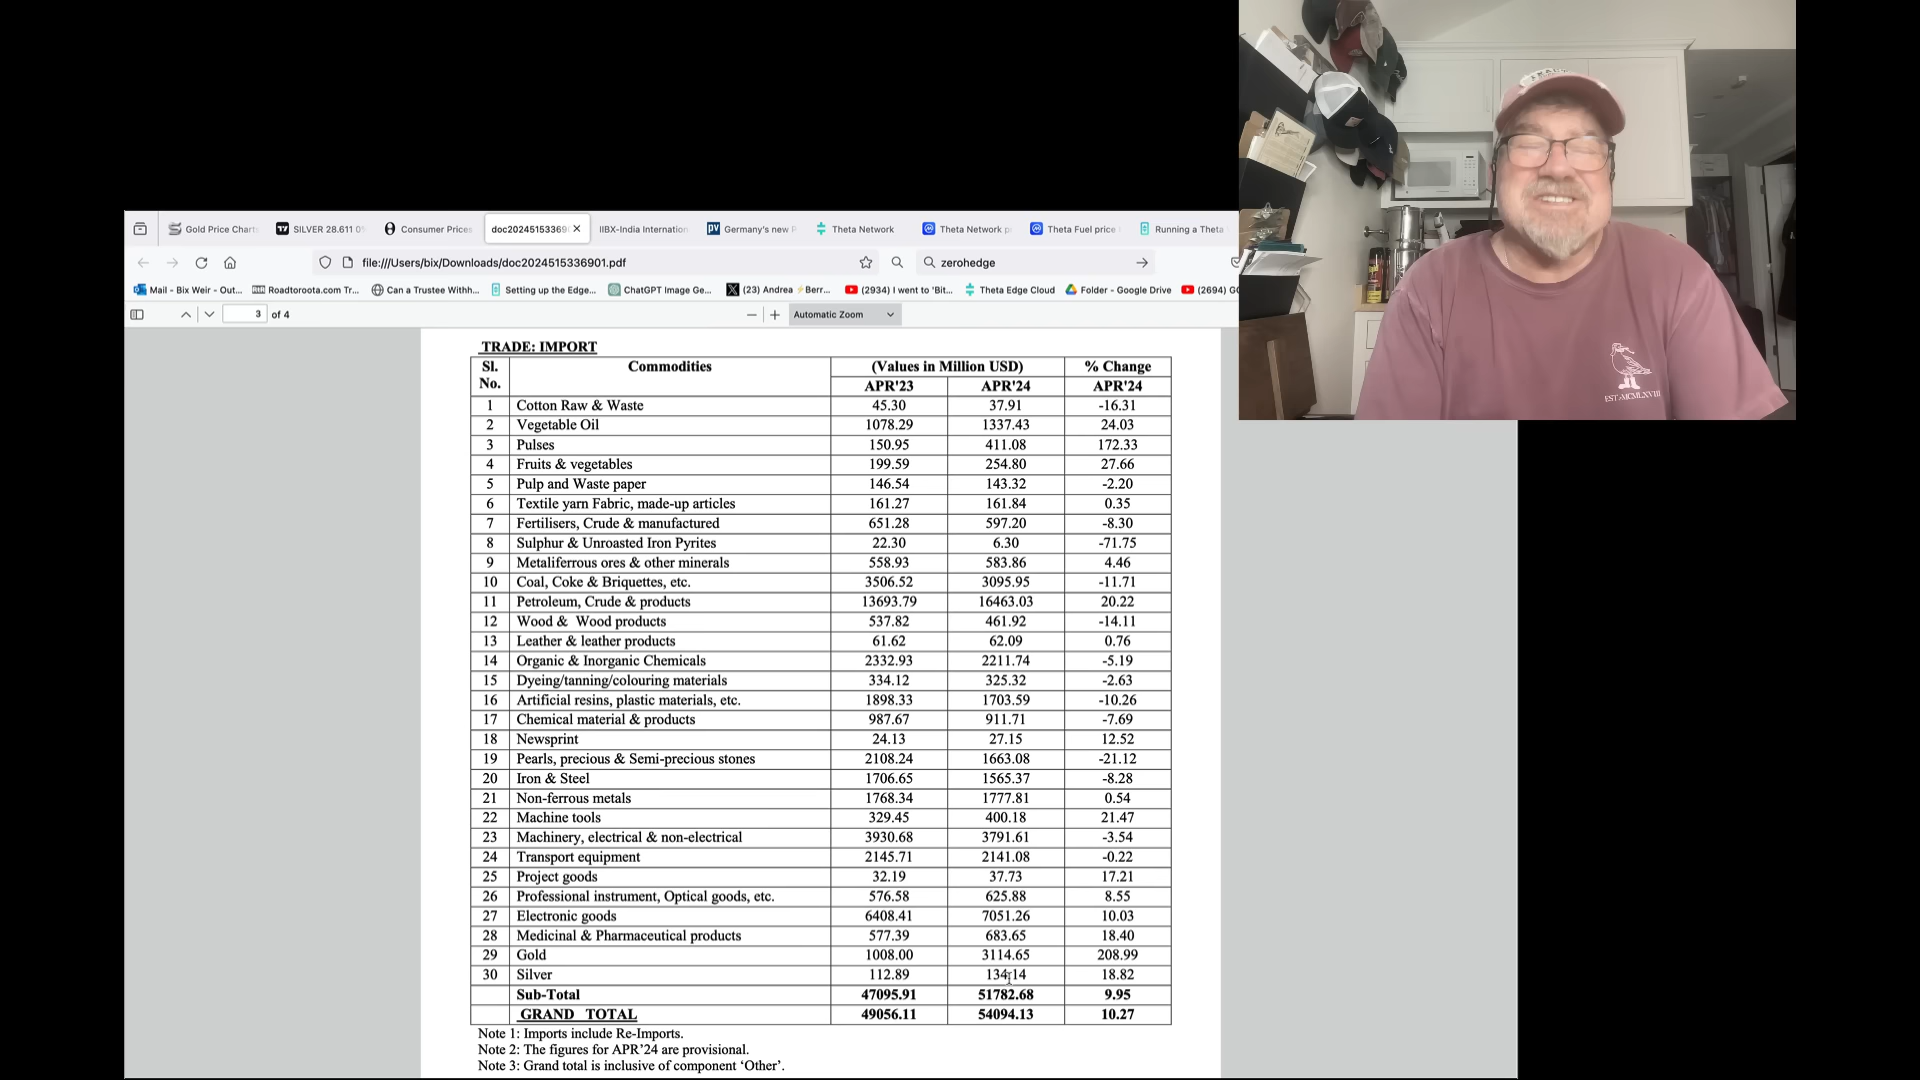 Gold Price Chart
SILVER 28.611 0
Consumer Prices
doc2024515336901
IIBX-India Internation
Germany's new P
Theta Network
Theta Network p
Theta Fuel price
Running a Theta
file:///Users/bix/Downloads/doc2024515336901.pdf
zerohedge
Mail - Bix Weir - Out...
Roadtoroota.com Tr...
Can a Trustee Withh...
Setting up the Edge...
ChatGPT Image Ge...
(23) Andrea ⚡Berr...
(2934) I went to 'Bit...
Theta Edge Cloud
Folder - Google Drive
(2694) GO
3 of 4
Automatic Zoom
TRADE: IMPORT
Sl. No. Commodities (Values in Million USD) % Change
APR'23 APR'24 APR'24
1 Cotton Raw & Waste 45.30 37.91 -16.31
2 Vegetable Oil 1078.29 1337.43 24.03
3 Pulses 150.95 411.08 172.33
4 Fruits & vegetables 199.59 254.80 27.66
5 Pulp and Waste paper 146.54 143.32 -2.20
6 Textile yarn Fabric, made-up articles 161.27 161.84 0.35
7 Fertilisers, Crude & manufactured 651.28 597.20 -8.30
8 Sulphur & Unroasted Iron Pyrites 22.30 6.30 -71.75
9 Metaliferrous ores & other minerals 558.93 583.86 4.46
10 Coal, Coke & Briquettes, etc. 3506.52 3095.95 -11.71
11 Petroleum, Crude & products 13693.79 16463.03 20.22
12 Wood & Wood products 537.82 461.92 -14.11
13 Leather & leather products 61.62 62.09 0.76
14 Organic & Inorganic Chemicals 2332.93 2211.74 -5.19
15 Dyeing/tanning/colouring materials 334.12 325.32 -2.63
16 Artificial resins, plastic materials, etc. 1898.33 1703.59 -10.26
17 Chemical material & products 987.67 911.71 -7.69
18 Newsprint 24.13 27.15 12.52
19 Pearls, precious & Semi-precious stones 2108.24 1663.08 -21.12
20 Iron & Steel 1706.65 1565.37 -8.28
21 Non-ferrous metals 1768.34 1777.81 0.54
22 Machine tools 329.45 400.18 21.47
23 Machinery, electrical & non-electrical 3930.68 3791.61 -3.54
24 Transport equipment 2145.71 2141.08 -0.22
25 Project goods 32.19 37.73 17.21
26 Professional instrument, Optical goods, etc. 576.58 625.88 8.55
27 Electronic goods 6408.41 7051.26 10.03
28 Medicinal & Pharmaceutical products 577.39 683.65 18.40
29 Gold 1008.00 3114.65 208.99
30 Silver 112.89 134.14 18.82
Sub-Total 47095.91 51782.68 9.95
GRAND TOTAL 49056.11 54094.13 10.27
Note 1: Imports include Re-Imports.
Note 2: The figures for APR'24 are provisional.
Note 3: Grand total is inclusive of component 'Other'.